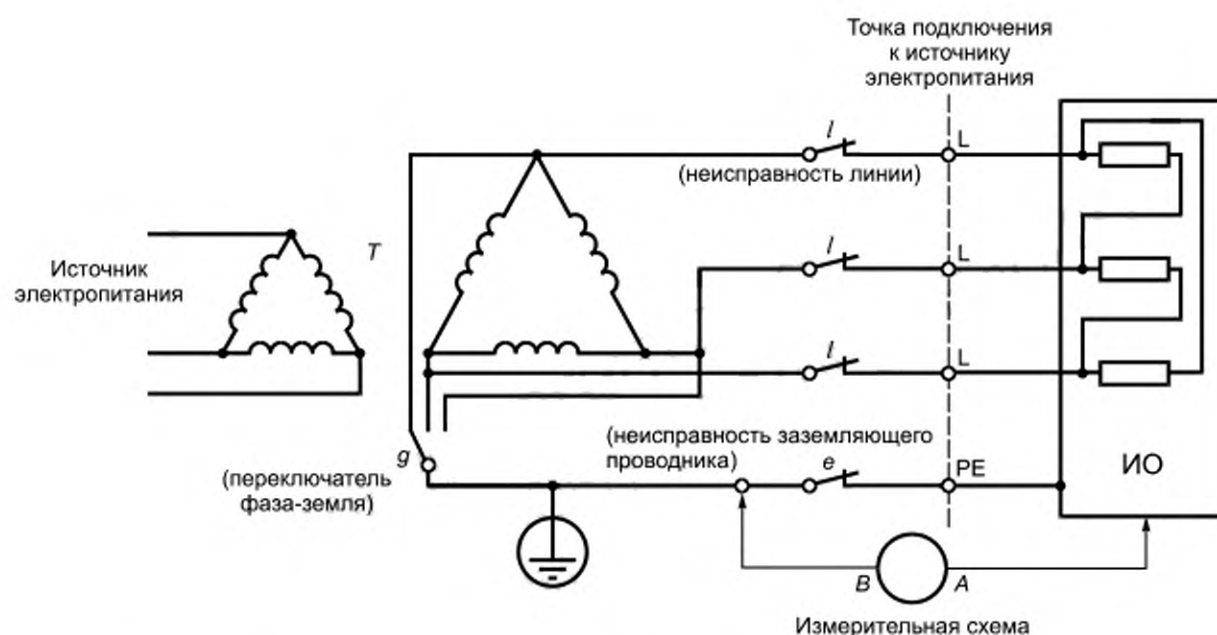 Точка подключения
к источнику
электропитания
l
L
(неисправность линии)
T
l
L
Источник
электропитания
l
L
(неисправность заземляющего
проводника)
g
e
PE
ИО
(переключатель
фаза-земля)
B
A
Измерительная схема